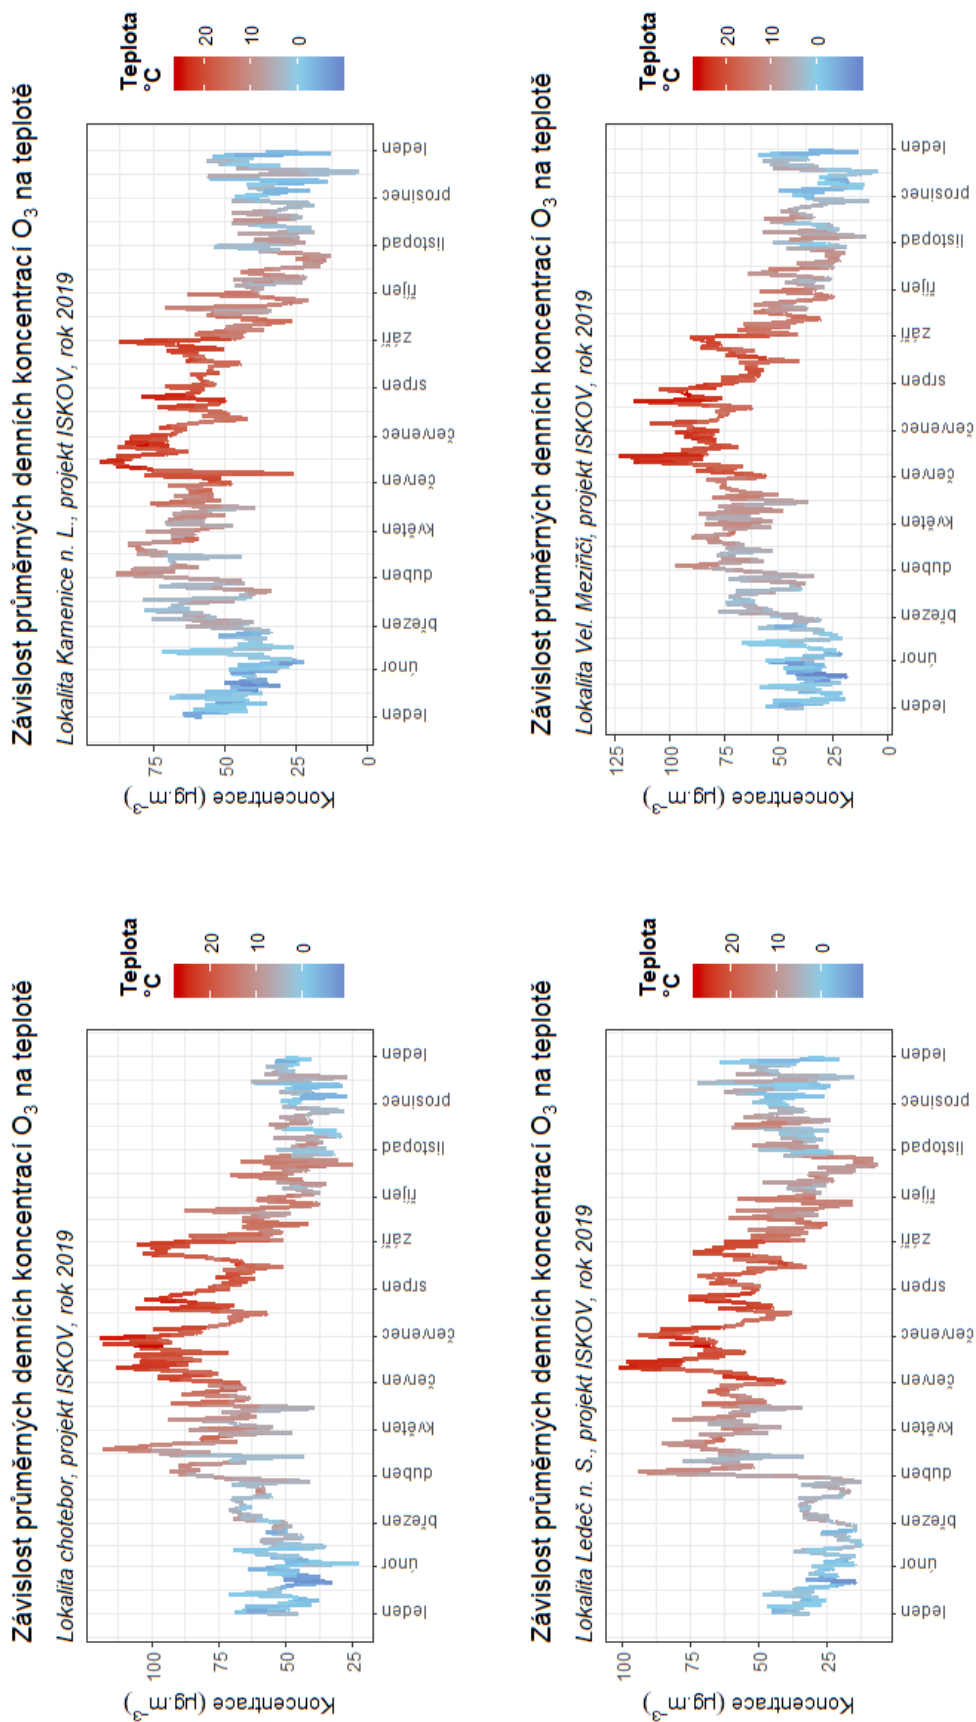 Závislost průměrných denních koncentrací O₃ na teplotě
Lokalita chotebor, projekt ISKOV, rok 2019
Koncentrace (µg.m⁻³)
100
75
50
25
leden
únor
březen
duben
květen
červen
červenec
srpen
září
říjen
listopad
prosinec
leden
Teplota
°C
20
10
0
Závislost průměrných denních koncentrací O₃ na teplotě
Lokalita Kamenice n. L., projekt ISKOV, rok 2019
Koncentrace (µg.m⁻³)
75
50
25
0
leden
únor
březen
duben
květen
červen
červenec
srpen
září
říjen
listopad
prosinec
leden
Teplota
°C
20
10
0
Závislost průměrných denních koncentrací O₃ na teplotě
Lokalita Ledeč n. S., projekt ISKOV, rok 2019
Koncentrace (µg.m⁻³)
100
75
50
25
leden
únor
březen
duben
květen
červen
červenec
srpen
září
říjen
listopad
prosinec
leden
Teplota
°C
20
10
0
Závislost průměrných denních koncentrací O₃ na teplotě
Lokalita Vel. Meziříčí, projekt ISKOV, rok 2019
Koncentrace (µg.m⁻³)
125
100
75
50
25
0
leden
únor
březen
duben
květen
červen
červenec
srpen
září
říjen
listopad
prosinec
leden
Teplota
°C
20
10
0